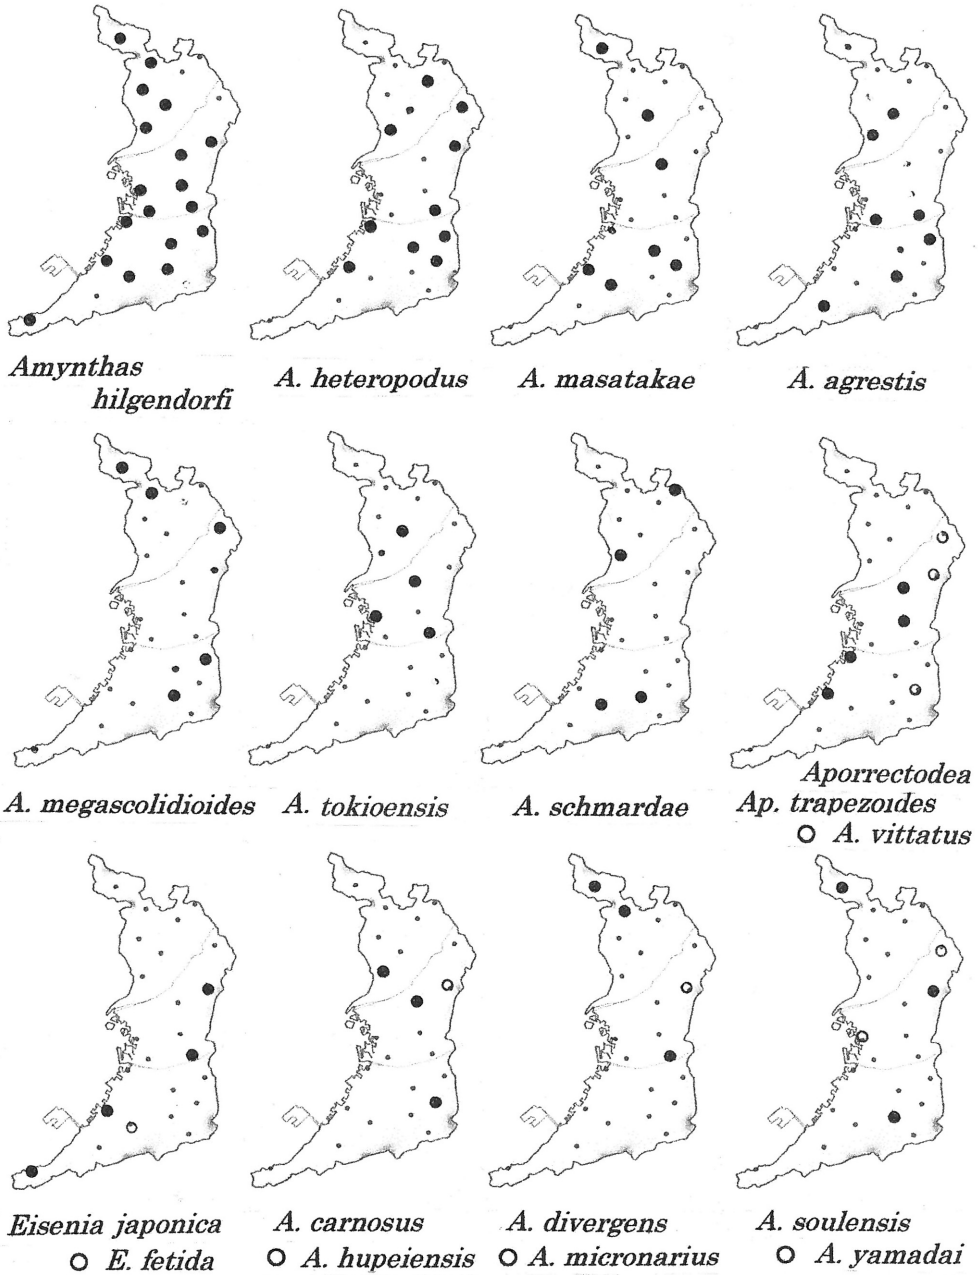 Amynthas
hilgendorfi
A. heteropodus
A. masatakae
A. agrestis
A. megascolidioides
A. tokioensis
A. schmardae
Aporrectodea
Ap. trapezoides
A. vittatus
Eisenia japonica
E. fetida
A. carnosus
A. hupeiensis
A. divergens
A. micronarius
A. soulensis
A. yamadai